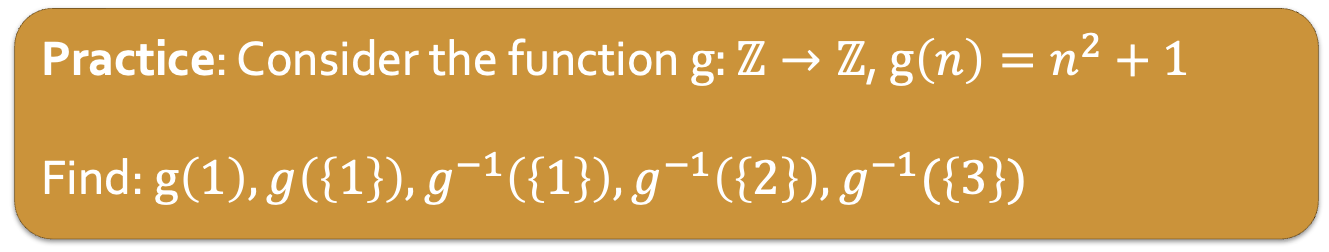 Practice: Consider the function g: ℤ → ℤ, g(n) = n² + 1
Find: g(1), g({1}), g⁻¹({1}), g⁻¹({2}), g⁻¹({3})